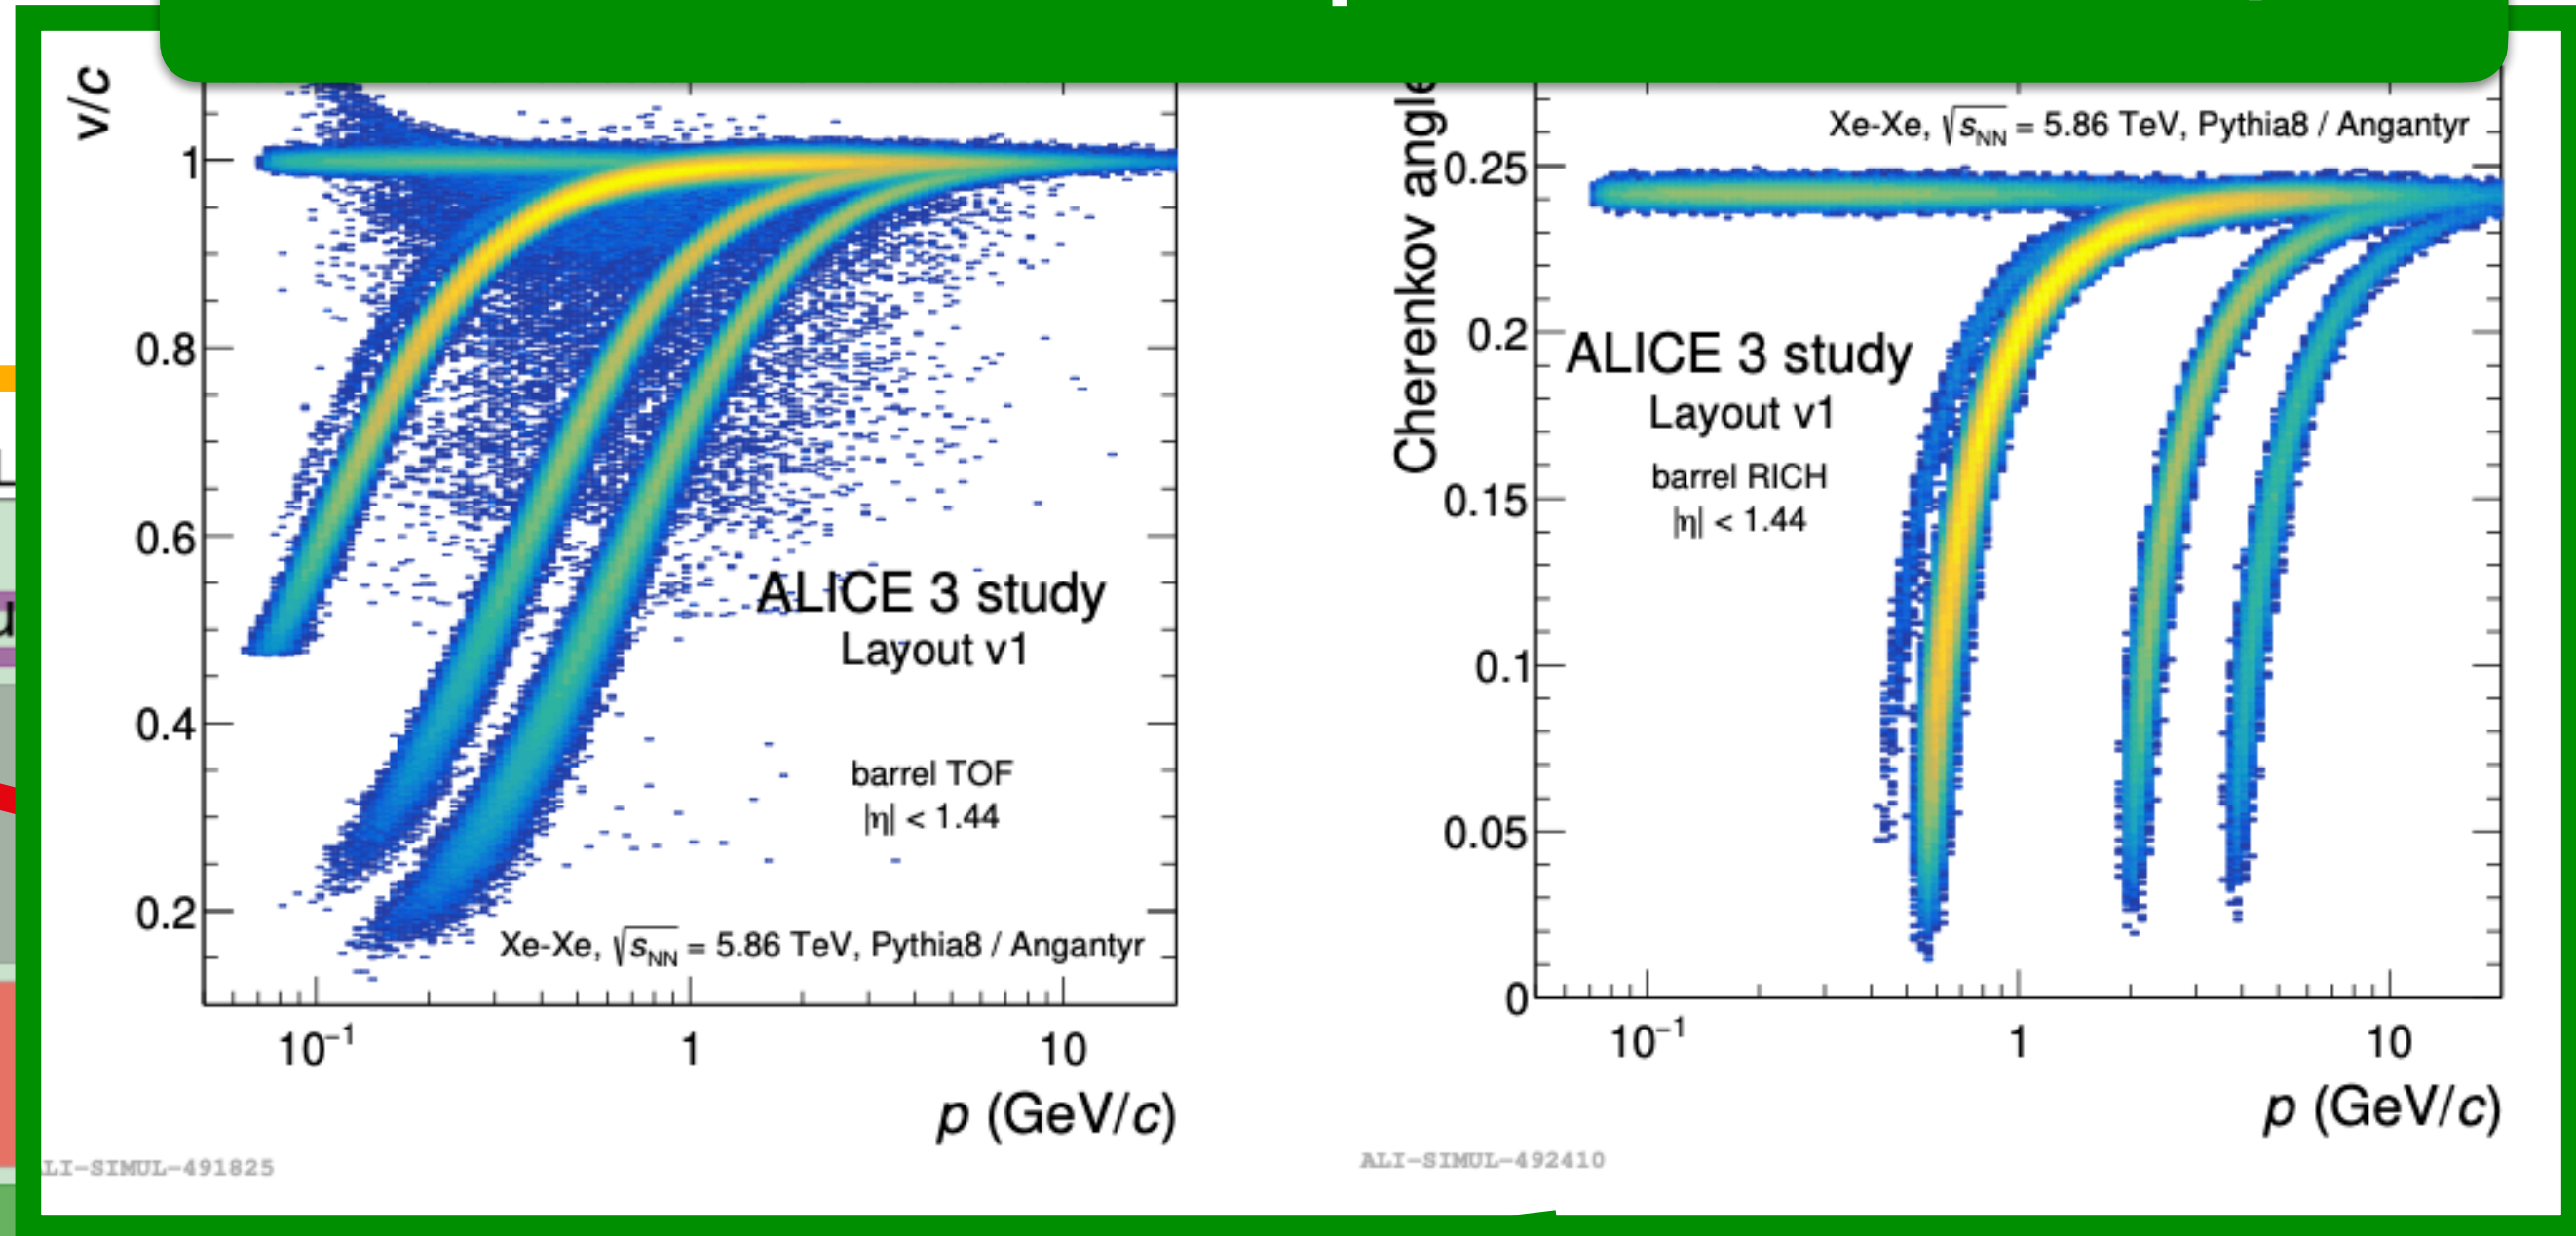 v/c
1
0.8
0.6
0.4
0.2
ALICE 3 study
Layout v1
barrel TOF
|η| < 1.44
Xe-Xe, √sNN = 5.86 TeV, Pythia8 / Angantyr
10⁻¹ 1 10
p (GeV/c)
LI-SIMUL-491825
Cherenkov angle
Xe-Xe, √sNN = 5.86 TeV, Pythia8 / Angantyr
0.25
0.2
0.15
0.1
0.05
0
ALICE 3 study
Layout v1
barrel RICH
|η| < 1.44
10⁻¹ 1 10
p (GeV/c)
ALI-SIMUL-492410